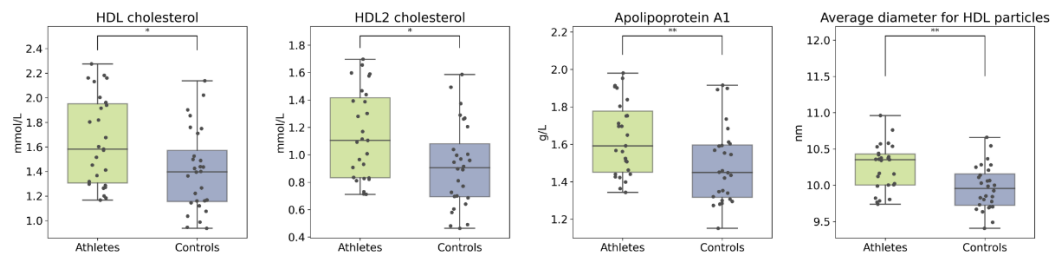 HDL cholesterol
*
2.4
2.2
2.0
1.8
1.6
1.4
1.2
1.0
mmol/L
Athletes Controls
HDL2 cholesterol
*
1.8
1.6
1.4
1.2
1.0
0.8
0.6
0.4
mmol/L
Athletes Controls
Apolipoprotein A1
**
2.2
2.0
1.8
1.6
1.4
1.2
g/L
Athletes Controls
Average diameter for HDL particles
**
12.0
11.5
11.0
10.5
10.0
9.5
nm
Athletes Controls